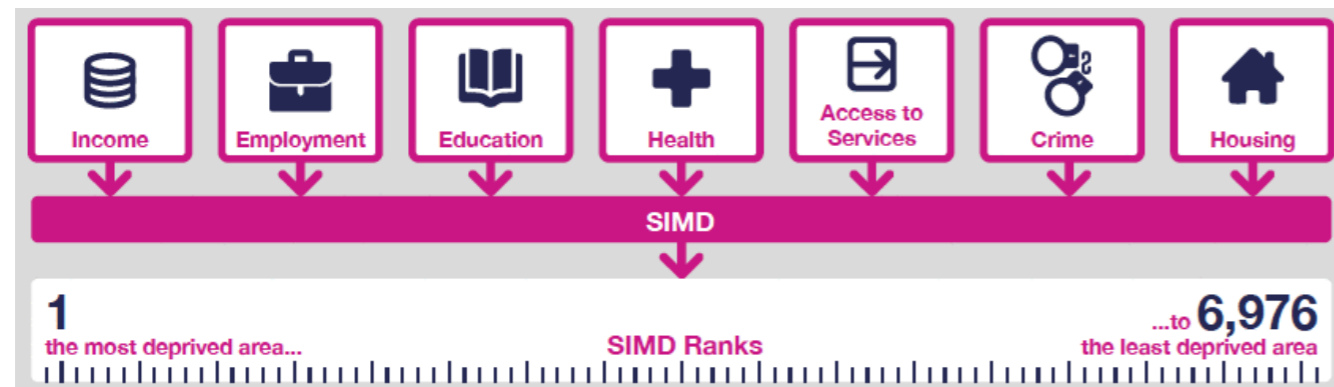 Income
Employment
Education
Health
Access to
Services
Crime
Housing
SIMD
1
the most deprived area...
SIMD Ranks
...to 6,976
the least deprived area